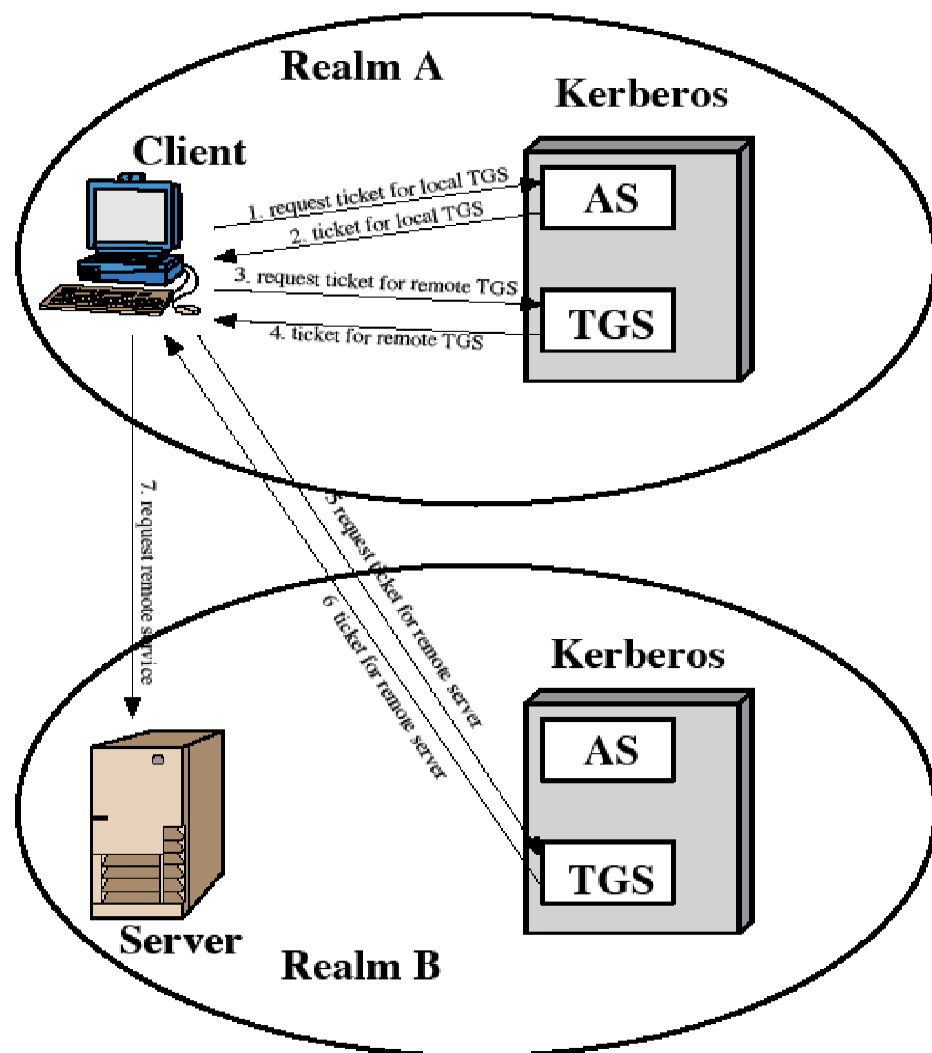 Realm A
Kerberos
Client
AS
1. request ticket for local TGS
2. ticket for local TGS
3. request ticket for remote TGS
TGS
4. ticket for remote TGS
7. request remote service
5 request ticket for remote server
6 ticket for remote server
Kerberos
AS
TGS
Server
Realm B